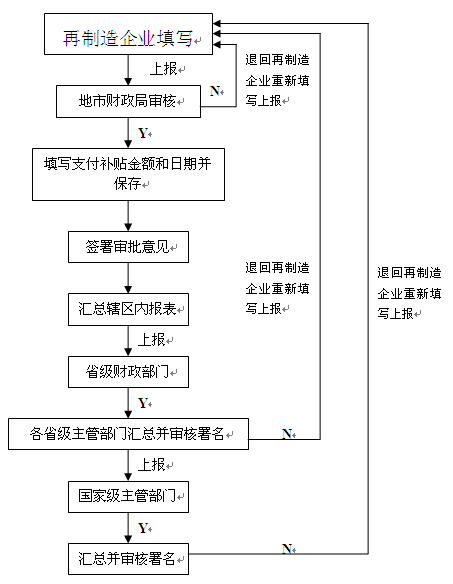 再制造企业填写
上报
退回再制造
企业重新填
写上报
N
地市财政局审核
Y
填写支付补贴金额和日期并
保存
签署审批意见
退回再制造
企业重新填
写上报
退回再制造
企业重新填
写上报
汇总辖区内报表
上报
省级财政部门
Y
各省级主管部门汇总并审核署名
N
上报
国家级主管部门
Y
汇总并审核署名
N